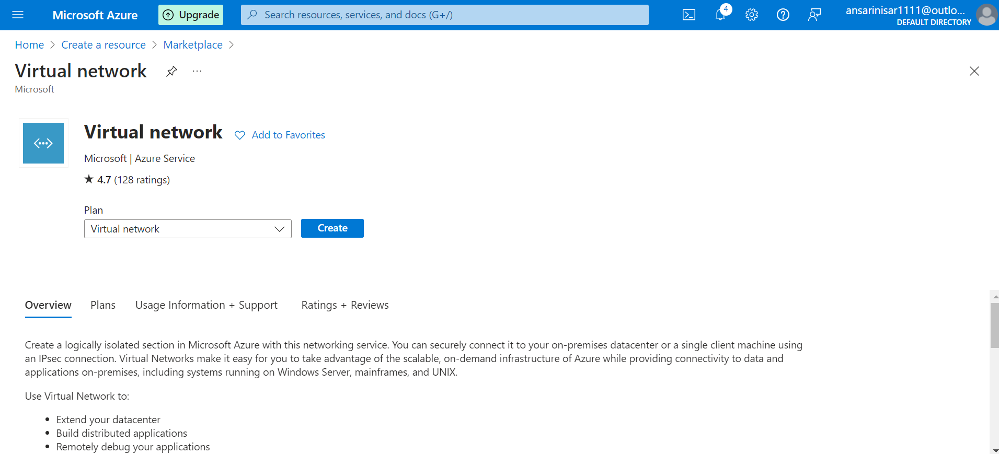 Microsoft Azure
Upgrade
Search resources, services, and docs (G+/)
4
ansarinisar1111@outlo...
DEFAULT DIRECTORY
Home > Create a resource > Marketplace >
Virtual network
...
Microsoft
Virtual network
Add to Favorites
Microsoft | Azure Service
★ 4.7 (128 ratings)
Plan
Virtual network
Create
Overview Plans Usage Information + Support Ratings + Reviews
Create a logically isolated section in Microsoft Azure with this networking service. You can securely connect it to your on-premises datacenter or a single client machine using
an IPsec connection. Virtual Networks make it easy for you to take advantage of the scalable, on-demand infrastructure of Azure while providing connectivity to data and
applications on-premises, including systems running on Windows Server, mainframes, and UNIX.
Use Virtual Network to:
• Extend your datacenter
• Build distributed applications
• Remotely debug your applications